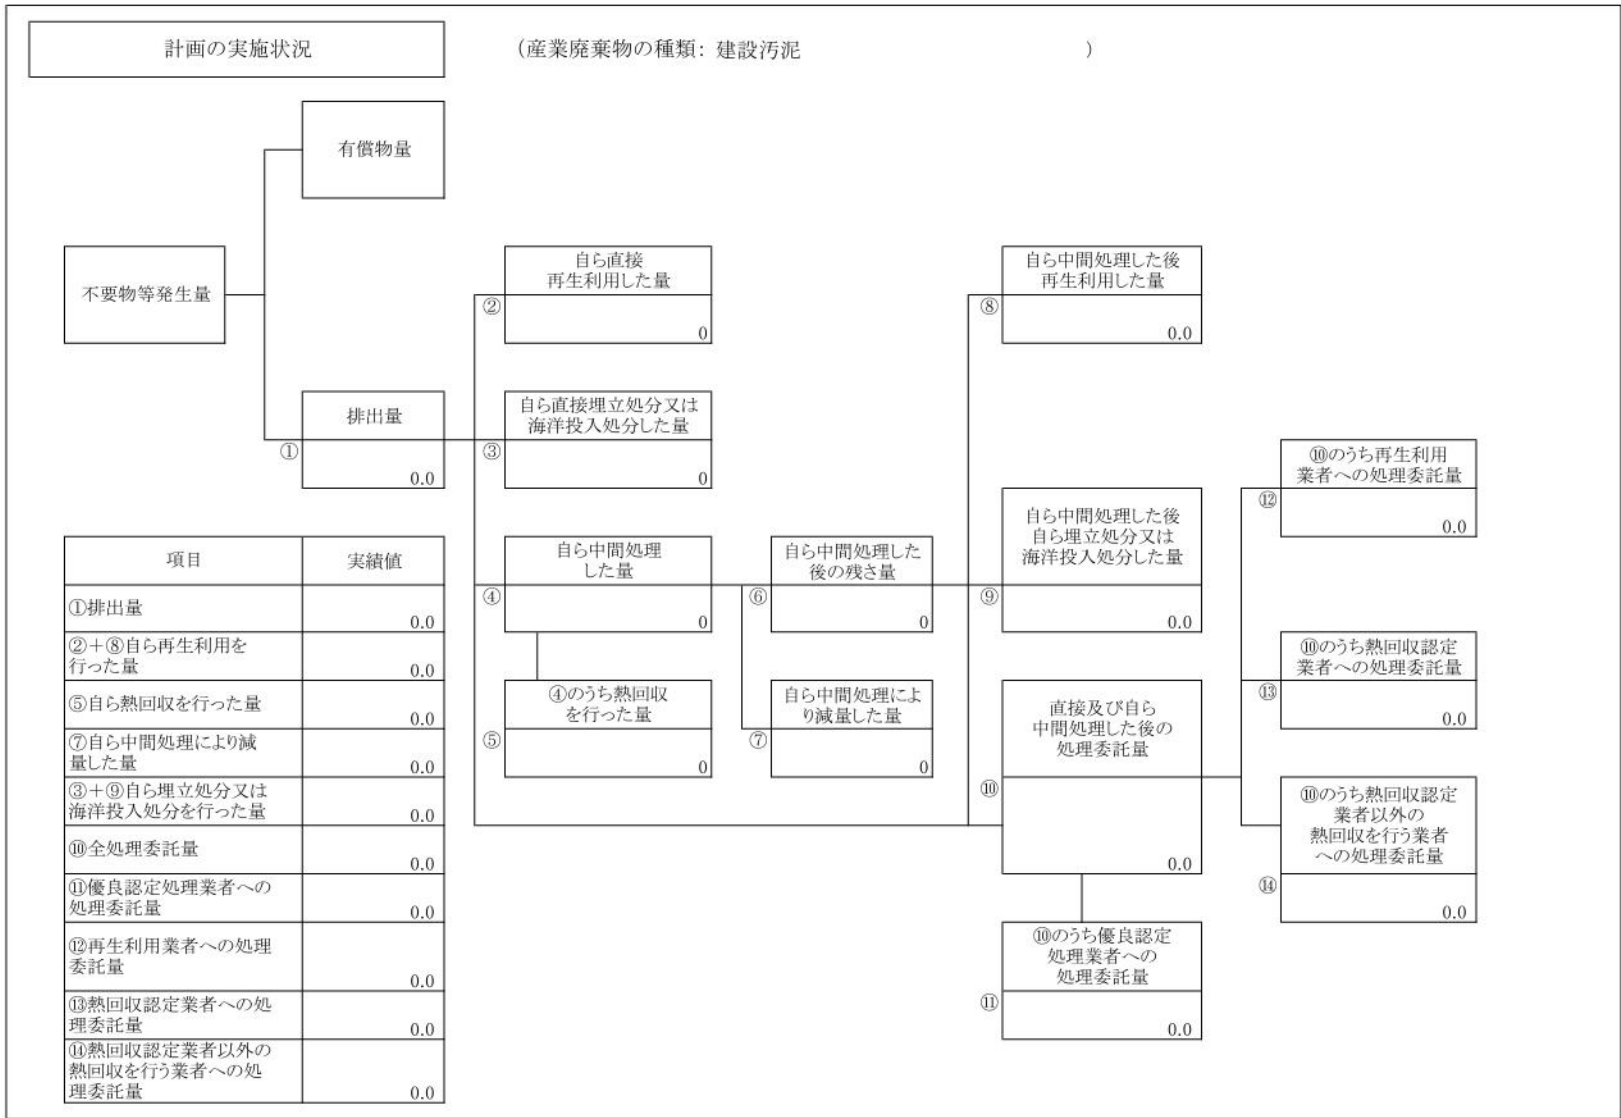 計画の実施状況
（産業廃棄物の種類：建設汚泥　　　　　　）
有償物量
不要物等発生量
自ら直接
再生利用した量
②
0
自ら中間処理した後
再生利用した量
⑧
0.0
排出量
①
0.0
自ら直接埋立処分又は
海洋投入処分した量
③
0
⑩のうち再生利用
業者への処理委託量
⑫
0.0
自ら中間処理した後
自ら埋立処分又は
海洋投入処分した量
⑨
0.0
自ら中間処理
した量
④
0
自ら中間処理した
後の残さ量
⑥
0
⑩のうち熱回収認定
業者への処理委託量
⑬
0.0
④のうち熱回収
を行った量
⑤
0
自ら中間処理によ
り減量した量
⑦
0
直接及び自ら
中間処理した後の
処理委託量
⑩
0.0
⑩のうち熱回収認定
業者以外の
熱回収を行う業者
への処理委託量
⑭
0.0
⑩のうち優良認定
処理業者への
処理委託量
⑪
0.0
項目 実績値
①排出量
0.0
②＋⑧自ら再生利用を
行った量
0.0
⑤自ら熱回収を行った量
0.0
⑦自ら中間処理により減
量した量
0.0
③＋⑨自ら埋立処分又は
海洋投入処分を行った量
0.0
⑩全処理委託量
0.0
⑪優良認定処理業者への
処理委託量
0.0
⑫再生利用業者への処理
委託量
0.0
⑬熱回収認定業者への処
理委託量
0.0
⑭熱回収認定業者以外の
熱回収を行う業者への処
理委託量
0.0